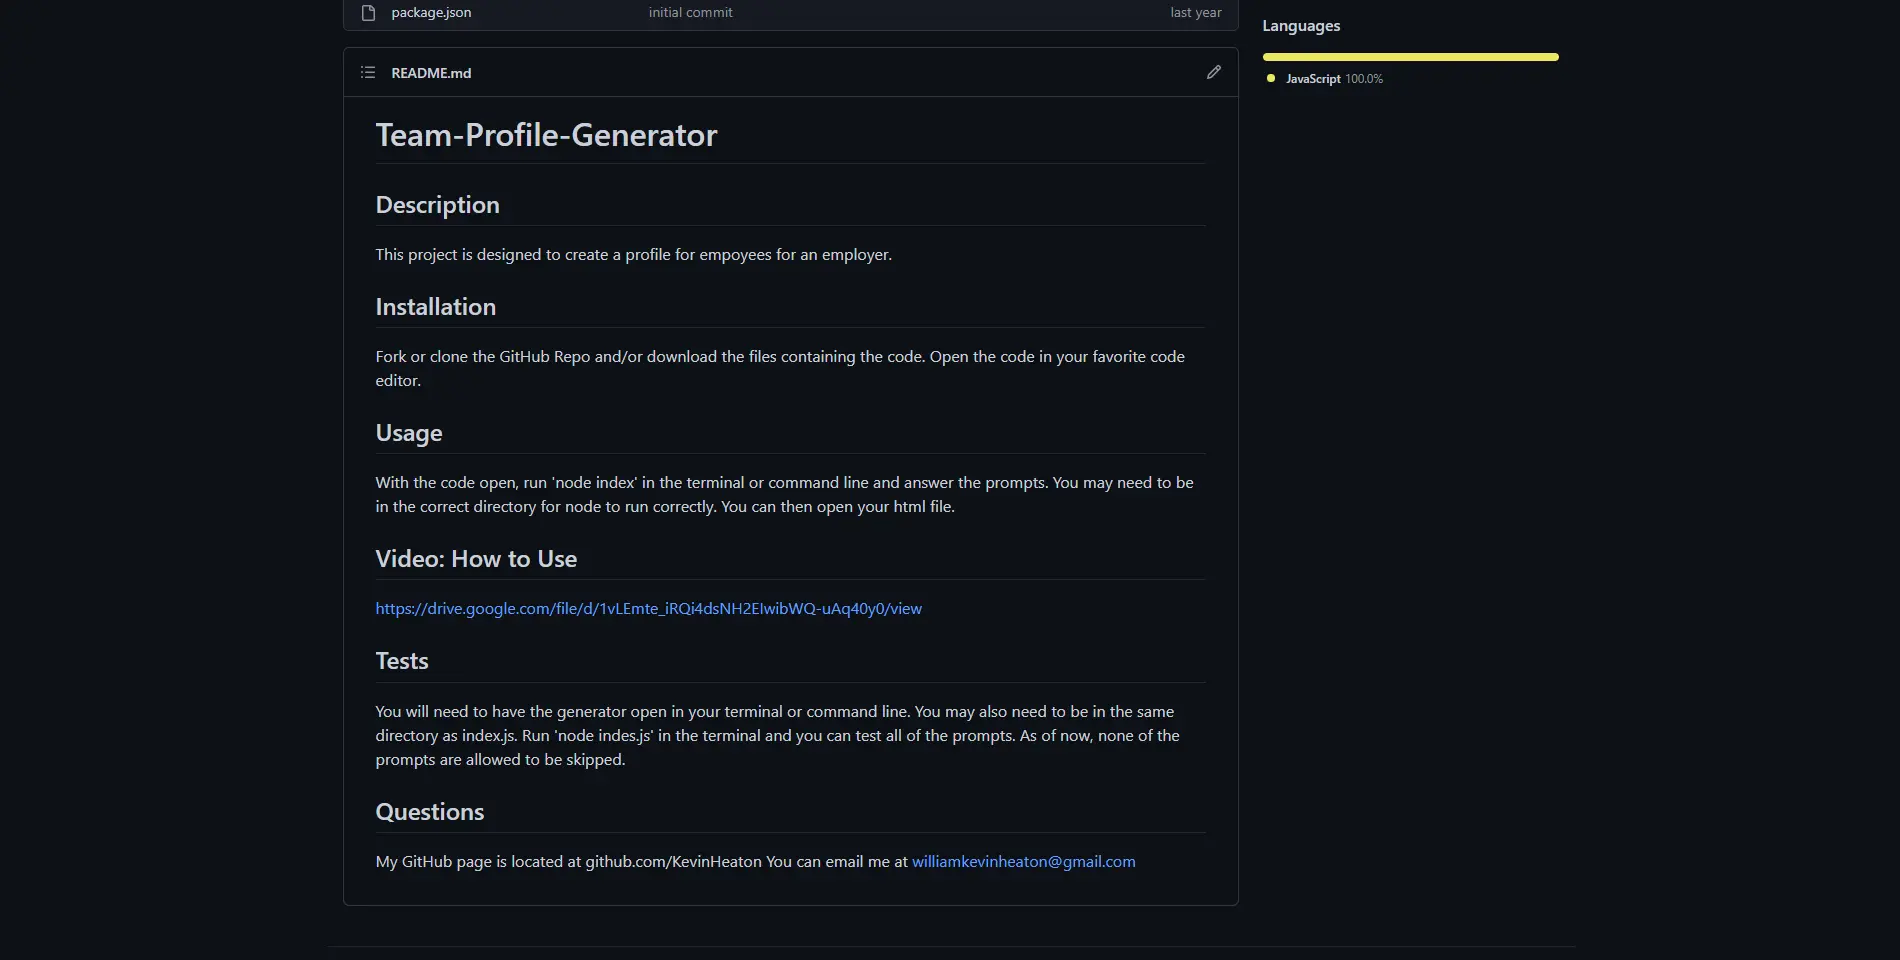 package.json initial commit last year
Languages
JavaScript 100.0%
README.md
Team-Profile-Generator
Description
This project is designed to create a profile for empoyees for an employer.
Installation
Fork or clone the GitHub Repo and/or download the files containing the code. Open the code in your favorite code
editor.
Usage
With the code open, run 'node index' in the terminal or command line and answer the prompts. You may need to be
in the correct directory for node to run correctly. You can then open your html file.
Video: How to Use
https://drive.google.com/file/d/1vLEmte_iRQi4dsNH2EIwibWQ-uAq40y0/view
Tests
You will need to have the generator open in your terminal or command line. You may also need to be in the same
directory as index.js. Run 'node indes.js' in the terminal and you can test all of the prompts. As of now, none of the
prompts are allowed to be skipped.
Questions
My GitHub page is located at github.com/KevinHeaton You can email me at williamkevinheaton@gmail.com